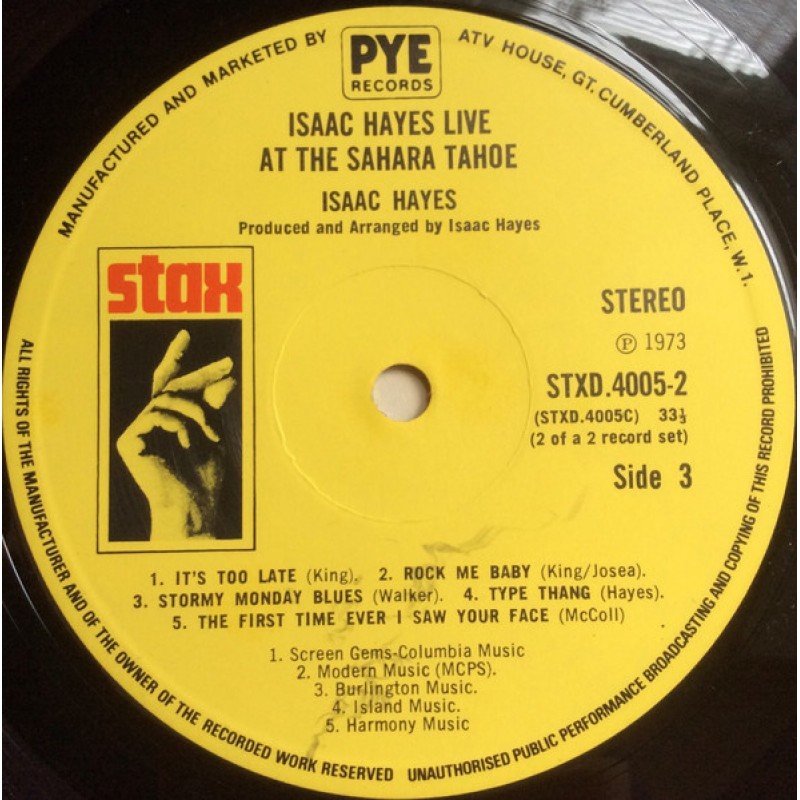 MANUFACTURED AND MARKETED BY
PYE
RECORDS
ATV HOUSE, GT. CUMBERLAND PLACE, W.1.
ISAAC HAYES LIVE
AT THE SAHARA TAHOE
ISAAC HAYES
Produced and Arranged by Isaac Hayes
stax
STEREO
Ⓟ 1973
STXD.4005-2
(STXD.4005C) 33⅓
(2 of a 2 record set)
Side 3
1. IT'S TOO LATE (King). 2. ROCK ME BABY (King/Josea).
3. STORMY MONDAY BLUES (Walker). 4. TYPE THANG (Hayes).
5. THE FIRST TIME EVER I SAW YOUR FACE (McColl)
1. Screen Gems-Columbia Music
2. Modern Music (MCPS).
3. Burlington Music.
4. Island Music.
5. Harmony Music
ALL RIGHTS OF THE MANUFACTURER AND OF THE OWNER OF THE RECORDED WORK RESERVED
UNAUTHORISED PUBLIC PERFORMANCE BROADCASTING AND COPYING OF THIS RECORD PROHIBITED